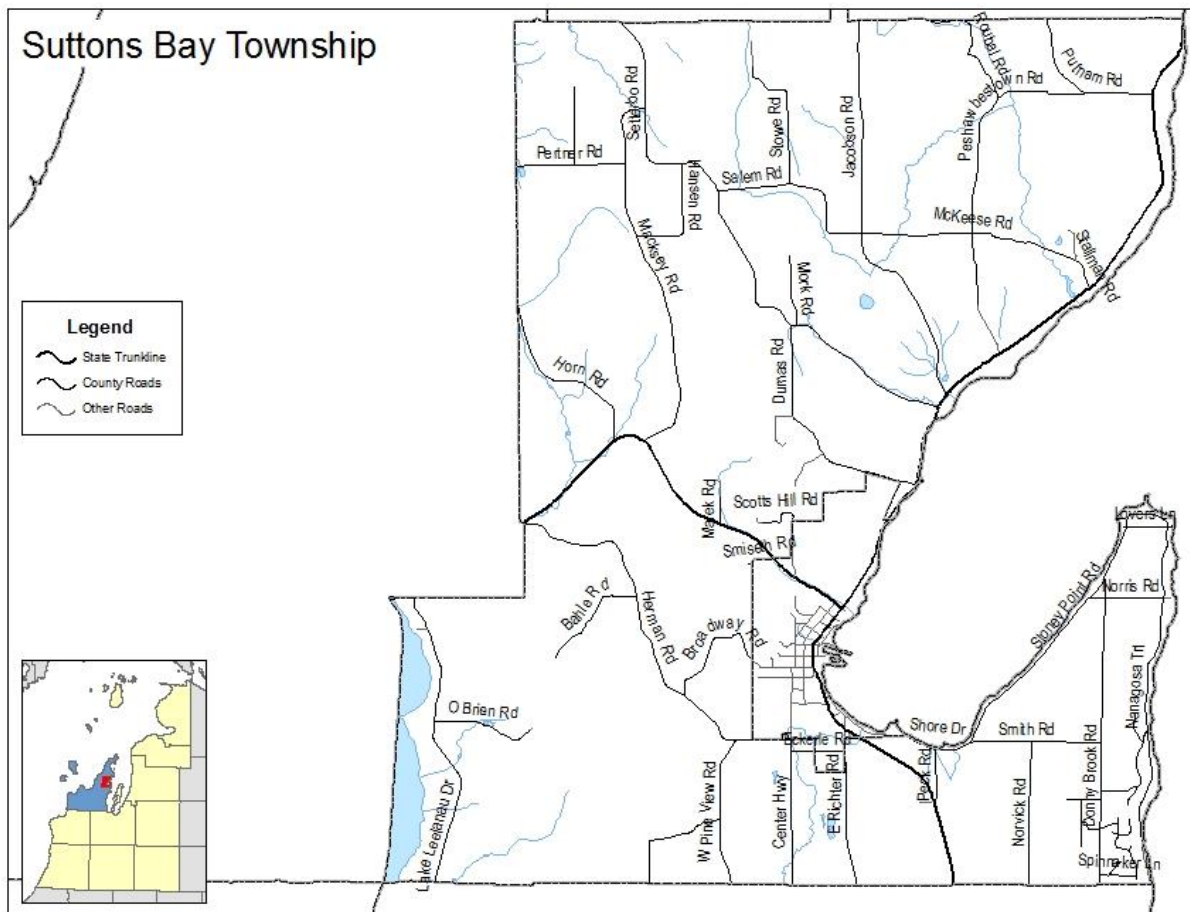 Suttons Bay Township
Roubal Rd
Putnam Rd
Peshawbestown Rd
Setterbo Rd
Stowe Rd
Jacobson Rd
Pertner Rd
Hansen Rd
Salem Rd
McKeese Rd
Macksey Rd
Stallman Rd
Mork Rd
Legend
State Trunkline
County Roads
Other Roads
Horn Rd
Dumas Rd
Marek Rd
Scotts Hill Rd
Smiseth Rd
Lovers Ln
Stoney Point Rd
Norris Rd
Bahle Rd
Herman Rd
Broadway Rd
Nanagosa Trl
O Brien Rd
Shore Dr
Smith Rd
Eckerle Rd
Peck Rd
Donny Brook Rd
Lake Leelanau Dr
W Pine View Rd
Center Hwy
E Richter Rd
Norvick Rd
Spinnaker Ln